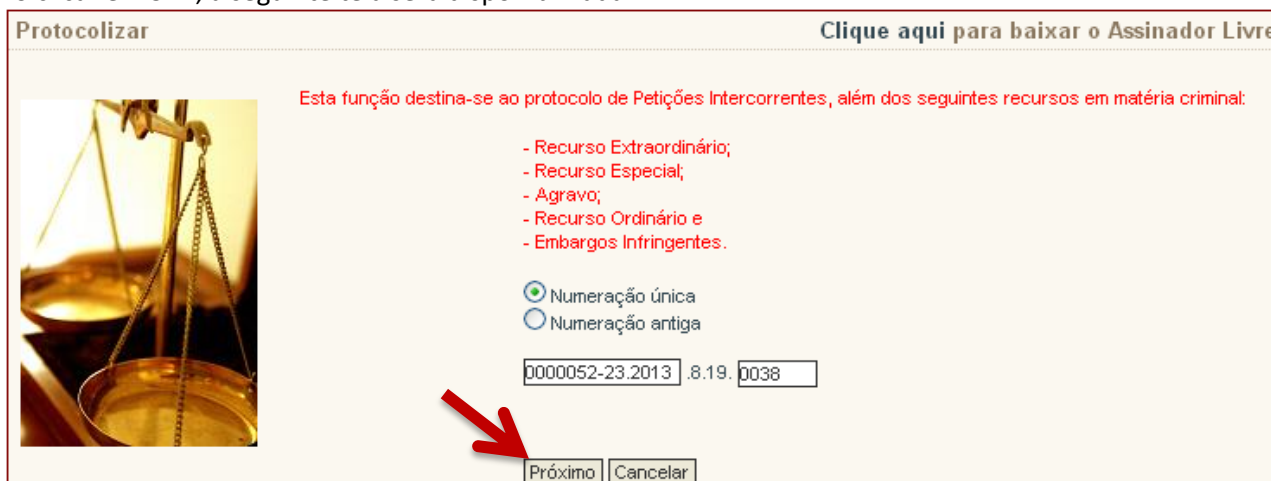 Protocolizar Clique aqui para baixar o Assinador Livre
Esta função destina-se ao protocolo de Petições Intercorrentes, além dos seguintes recursos em matéria criminal:
- Recurso Extraordinário;
- Recurso Especial;
- Agravo;
- Recurso Ordinário e
- Embargos Infringentes.
Numeração única
Numeração antiga
0000052-23.2013 .8.19. 0038
Próximo Cancelar